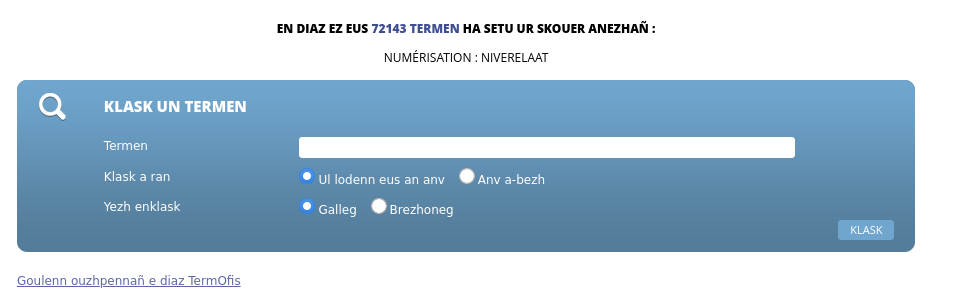 EN DIAZ EZ EUS 72143 TERMEN HA SETU UR SKOUER ANEZHAÑ :
NUMÉRISATION : NIVERELAAT
KLASK UN TERMEN
Termen
Klask a ran Ul lodenn eus an anv Anv a-bezh
Yezh enklask Galleg Brezhoneg
KLASK
Goulenn ouzhpennañ e diaz TermOfis